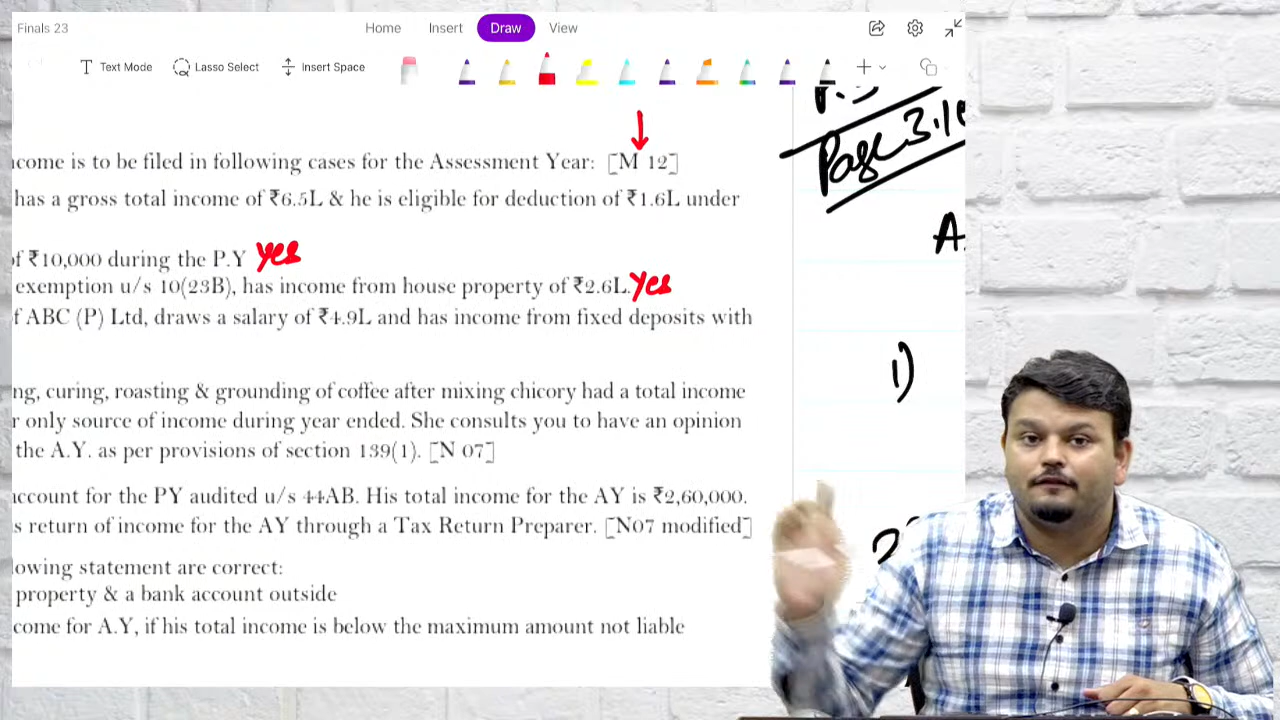 Finals 23
Home Insert Draw View
Text Mode Lasso Select Insert Space
come is to be filed in following cases for the Assessment Year: [M 12]
has a gross total income of ₹6.5L & he is eligible for deduction of ₹1.6L under
f ₹10,000 during the P.Y yes
exemption u/s 10(23B), has income from house property of ₹2.6L. yes
f ABC (P) Ltd, draws a salary of ₹4.9L and has income from fixed deposits with
ng, curing, roasting & grounding of coffee after mixing chicory had a total income
r only source of income during year ended. She consults you to have an opinion
the A.Y. as per provisions of section 139(1). [N 07]
account for the PY audited u/s 44AB. His total income for the AY is ₹2,60,000.
s return of income for the AY through a Tax Return Preparer. [N07 modified]
lowing statement are correct:
property & a bank account outside
come for A.Y, if his total income is below the maximum amount not liable
Page 3.1
A.
1)
2)